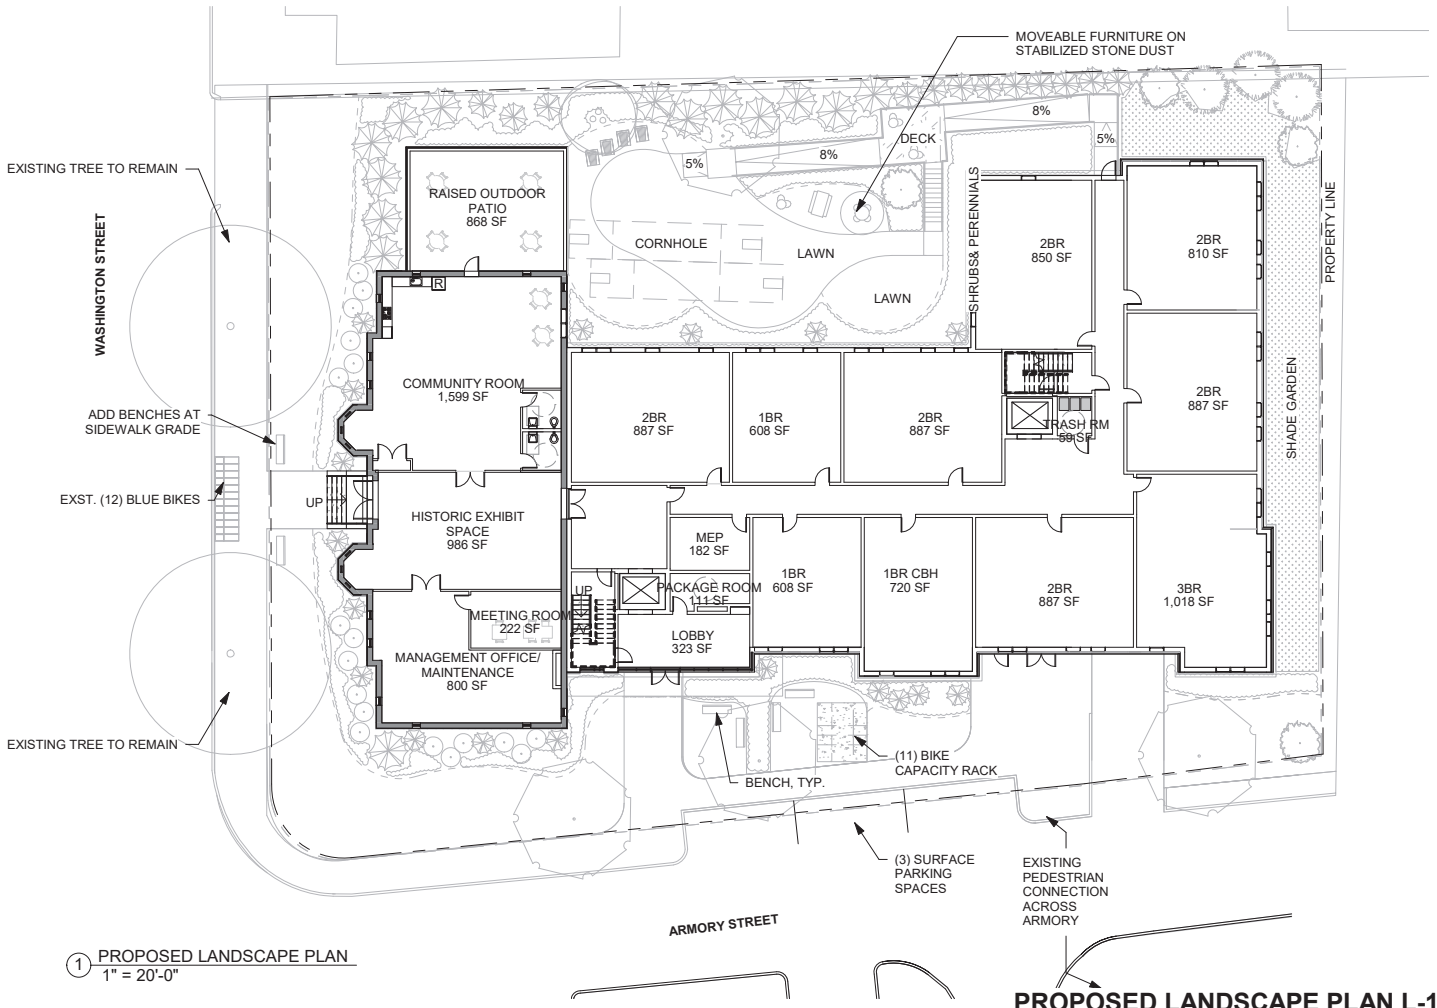 MOVEABLE FURNITURE ON
STABILIZED STONE DUST
8%
DECK
5%
8%
5%
EXISTING TREE TO REMAIN
RAISED OUTDOOR
PATIO
868 SF
WASHINGTON STREET
SHRUBS& PERENNIALS
PROPERTY LINE
CORNHOLE
LAWN
LAWN
2BR
850 SF
2BR
810 SF
R
COMMUNITY ROOM
1,599 SF
ADD BENCHES AT
SIDEWALK GRADE
2BR
887 SF
1BR
608 SF
2BR
887 SF
TRASH RM
59 SF
2BR
887 SF
SHADE GARDEN
EXST. (12) BLUE BIKES
UP
HISTORIC EXHIBIT
SPACE
986 SF
MEP
182 SF
PACKAGE ROOM
111 SF
UP
1BR
608 SF
1BR CBH
720 SF
2BR
887 SF
3BR
1,018 SF
MEETING ROOM
222 SF
LOBBY
323 SF
MANAGEMENT OFFICE/
MAINTENANCE
800 SF
EXISTING TREE TO REMAIN
(11) BIKE
CAPACITY RACK
BENCH, TYP.
(3) SURFACE
PARKING
SPACES
EXISTING
PEDESTRIAN
CONNECTION
ACROSS
ARMORY
ARMORY STREET
1 PROPOSED LANDSCAPE PLAN
1" = 20'-0"
PROPOSED LANDSCAPE PLAN L-1